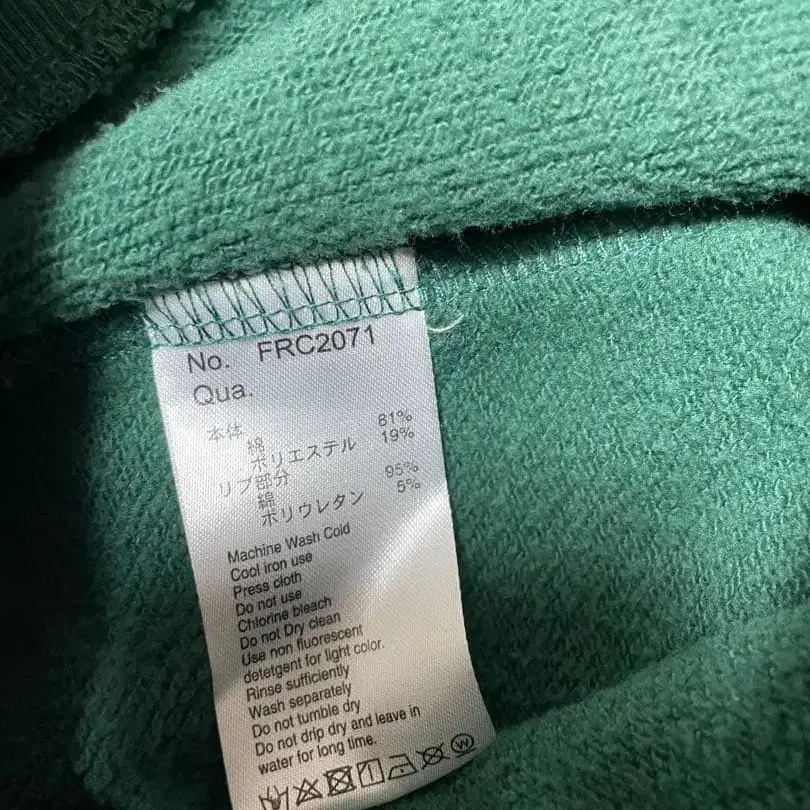 No. FRC2071
Qua.
本体
綿 81%
ポリエステル 19%
リブ部分
綿 95%
ポリウレタン 5%
Machine Wash Cold
Cool iron use
Press cloth
Do not use
Chlorine bleach
Do not Dry clean
Use non fluorescent
detetgent for light color.
Rinse sufficiently
Wash separately
Do not tumble dry
Do not drip dry and leave in
water for long time.
W